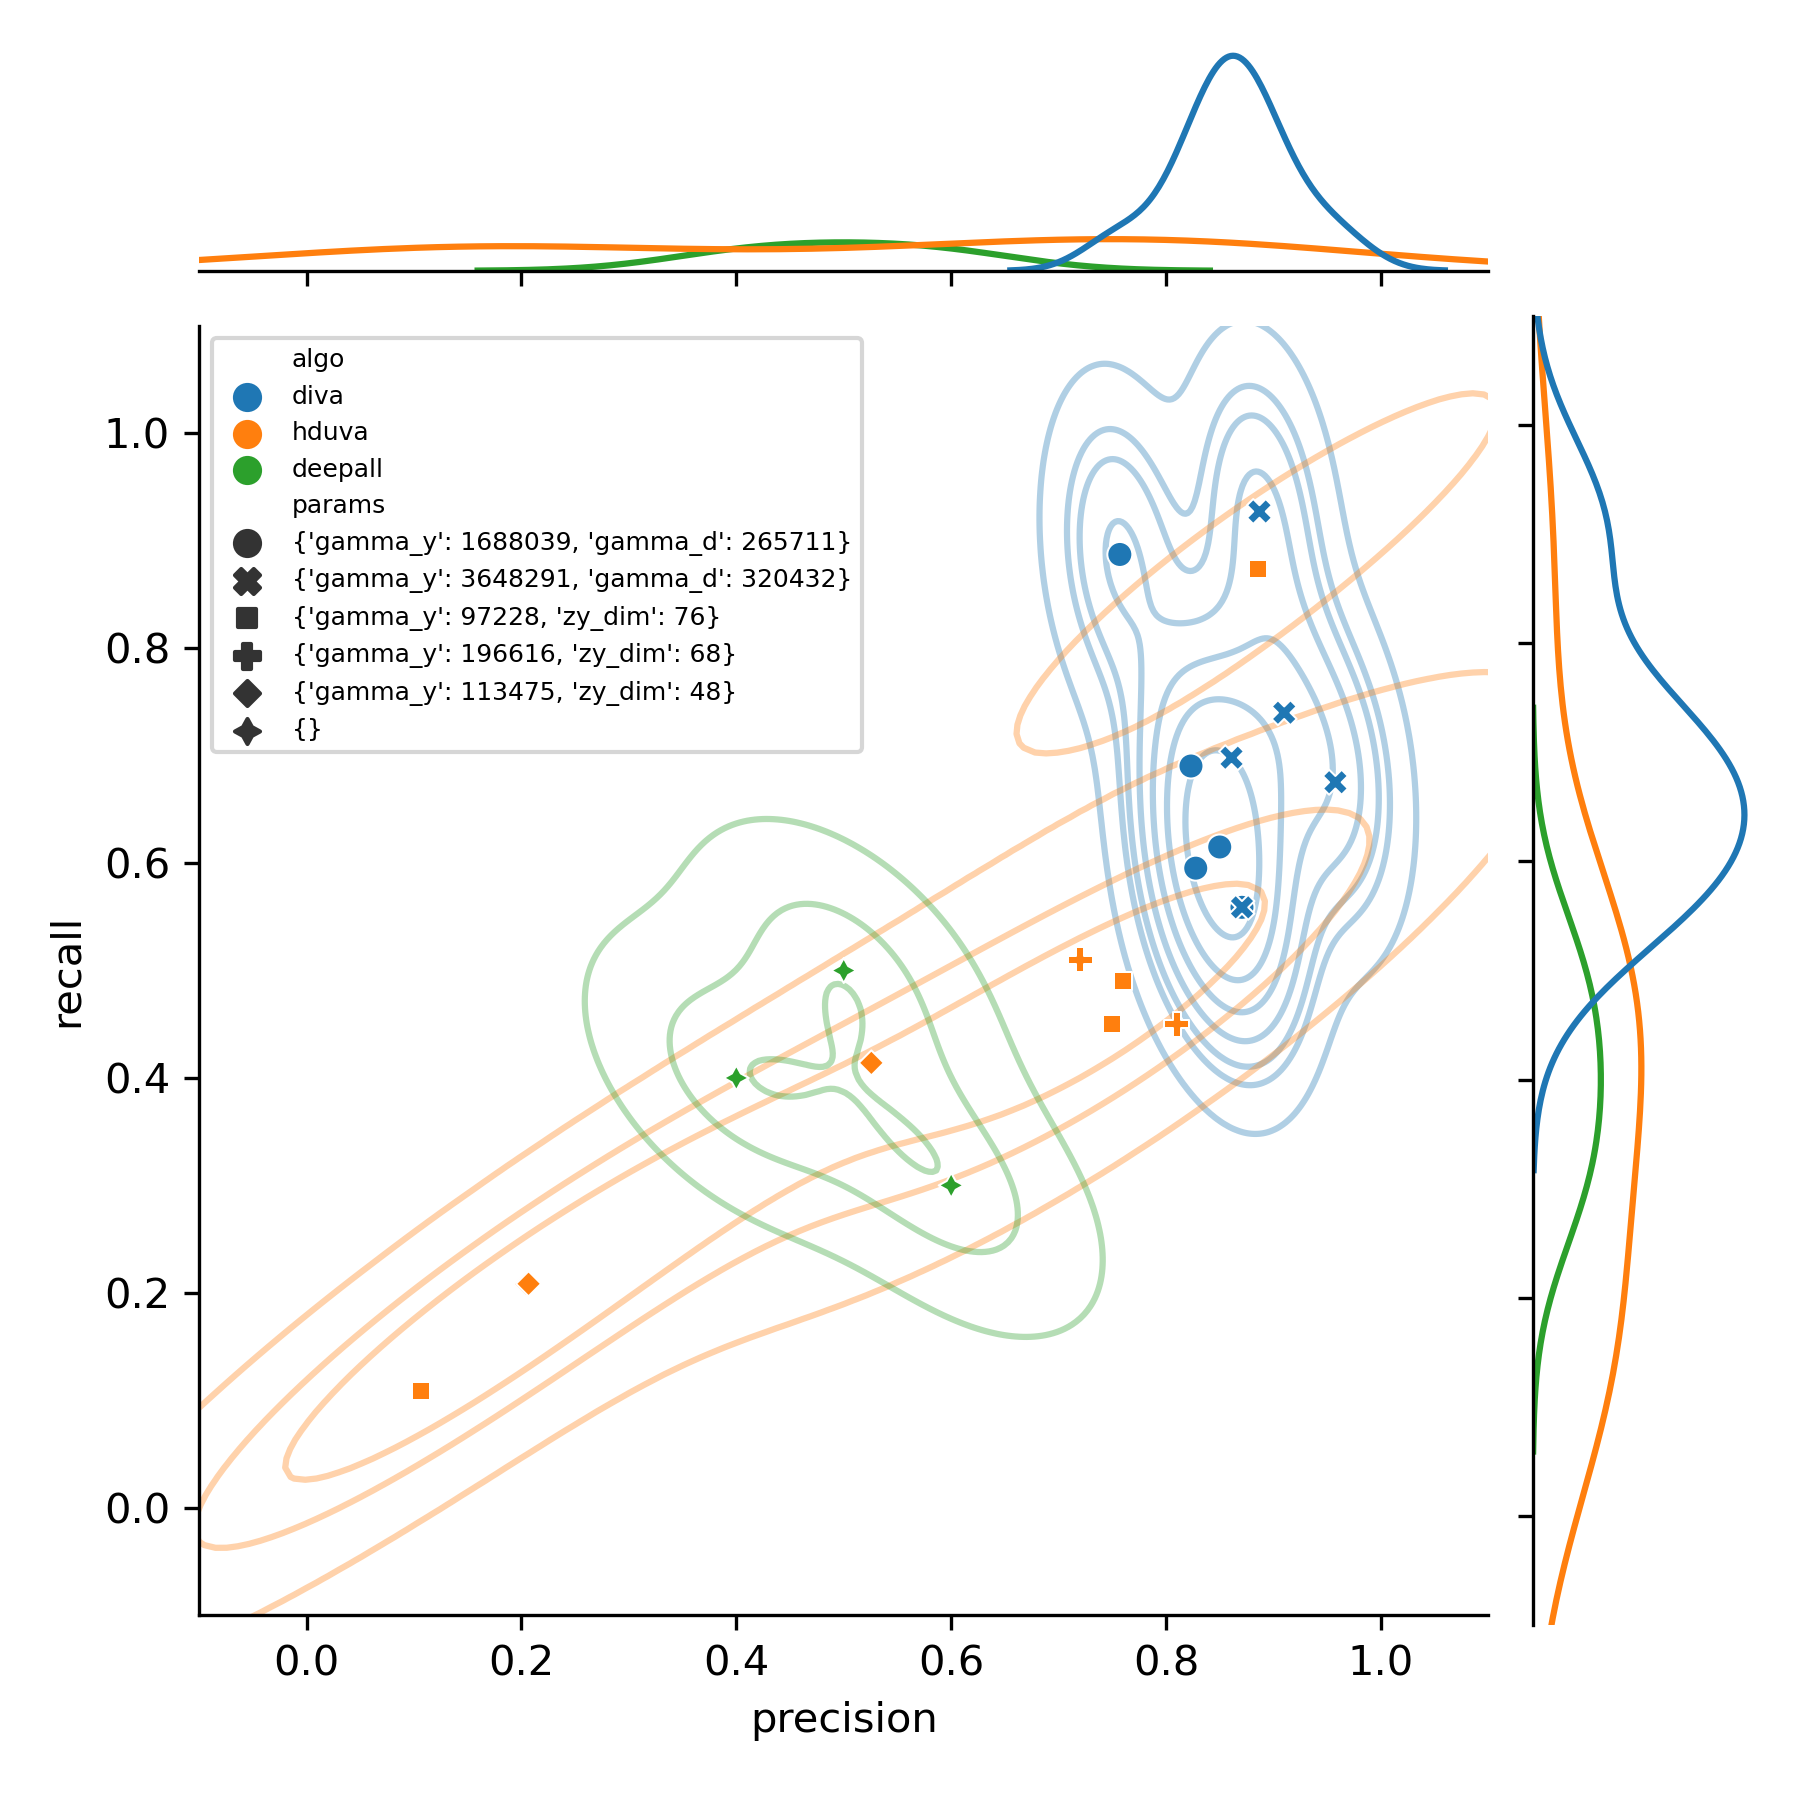 algo
diva
hduva
deepall
params
{'gamma_y': 1688039, 'gamma_d': 265711}
{'gamma_y': 3648291, 'gamma_d': 320432}
{'gamma_y': 97228, 'zy_dim': 76}
{'gamma_y': 196616, 'zy_dim': 68}
{'gamma_y': 113475, 'zy_dim': 48}
{}
1.0
0.8
0.6
0.4
0.2
0.0
recall
0.0 0.2 0.4 0.6 0.8 1.0
precision